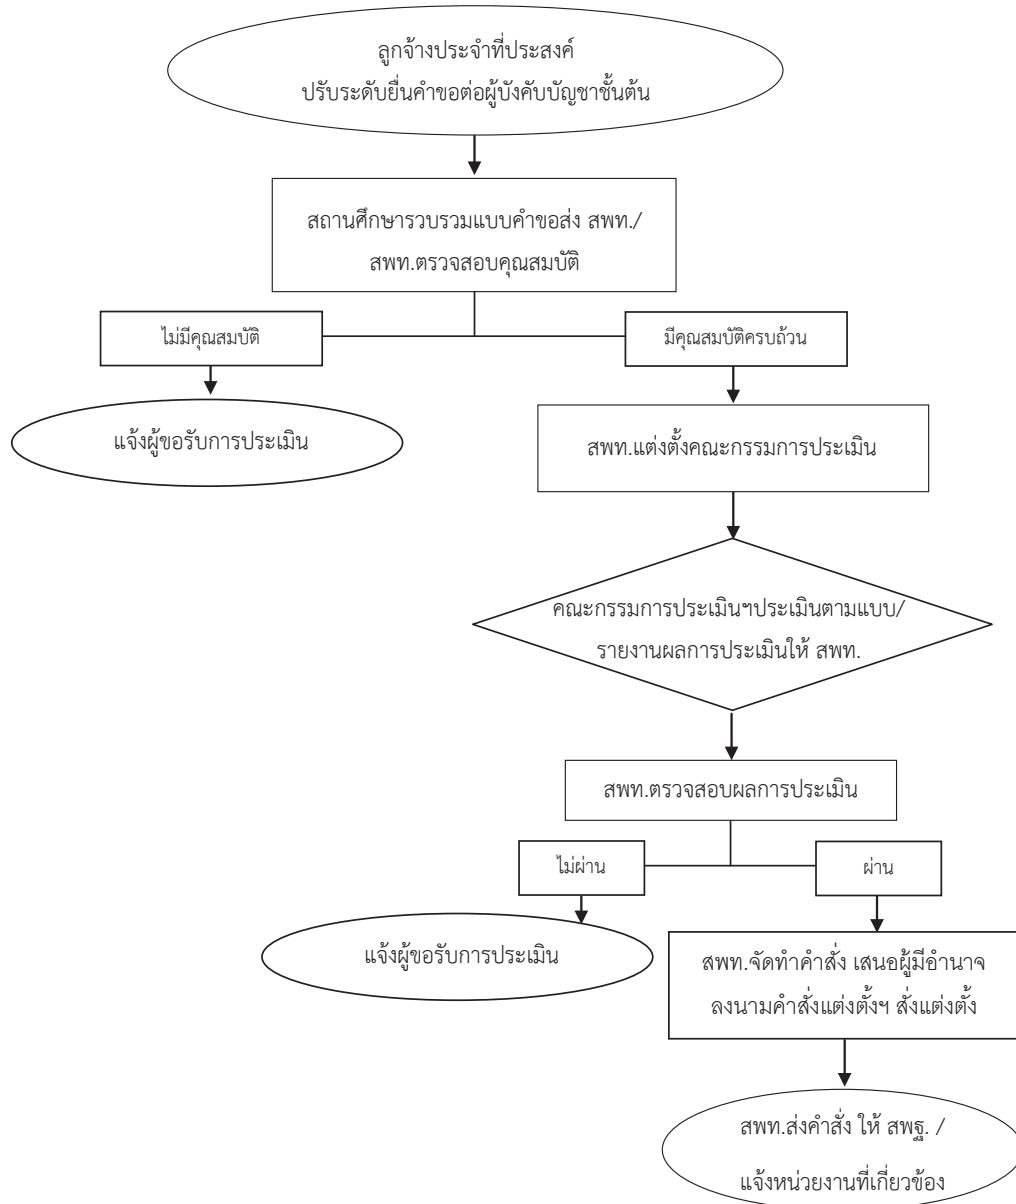 ลูกจ้างประจำที่ประสงค์
ปรับระดับยื่นคำขอต่อผู้บังคับบัญชาชั้นต้น
สถานศึกษารวบรวมแบบคำขอส่ง สพท./
สพท.ตรวจสอบคุณสมบัติ
ไม่มีคุณสมบัติ
มีคุณสมบัติครบถ้วน
แจ้งผู้ขอรับการประเมิน
สพท.แต่งตั้งคณะกรรมการประเมิน
คณะกรรมการประเมินฯประเมินตามแบบ/
รายงานผลการประเมินให้ สพท.
สพท.ตรวจสอบผลการประเมิน
ไม่ผ่าน
ผ่าน
แจ้งผู้ขอรับการประเมิน
สพท.จัดทำคำสั่ง เสนอผู้มีอำนาจ
ลงนามคำสั่งแต่งตั้งฯ สั่งแต่งตั้ง
สพท.ส่งคำสั่ง ให้ สพฐ. /
แจ้งหน่วยงานที่เกี่ยวข้อง